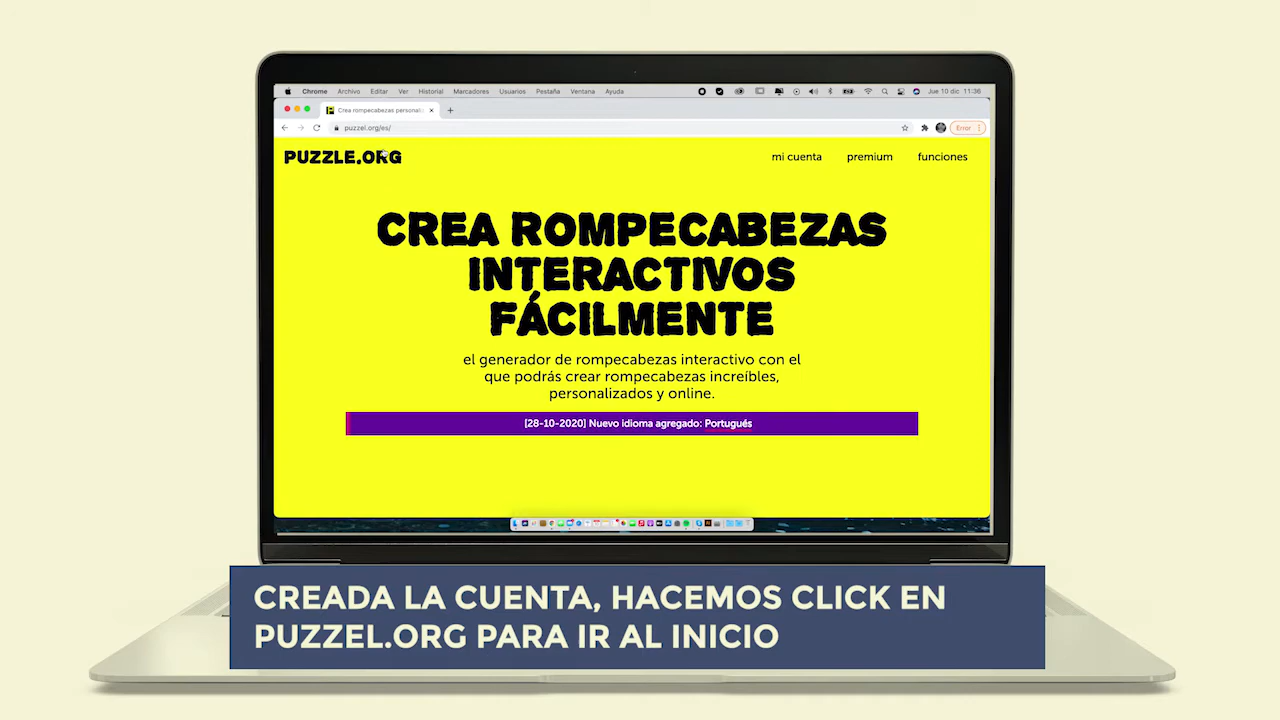 Chrome Archivo Editar Ver Historial Marcadores Usuarios Pestaña Ventana Ayuda Jue 10 dic 11:36
Crea rompecabezas personal
puzzel.org/es/ Error
PUZZLE.ORG mi cuenta premium funciones
CREA ROMPECABEZAS
INTERACTIVOS
FÁCILMENTE
el generador de rompecabezas interactivo con el
que podrás crear rompecabezas increíbles,
personalizados y online.
[28-10-2020] Nuevo idioma agregado: Portugués
CREADA LA CUENTA, HACEMOS CLICK EN
PUZZEL.ORG PARA IR AL INICIO